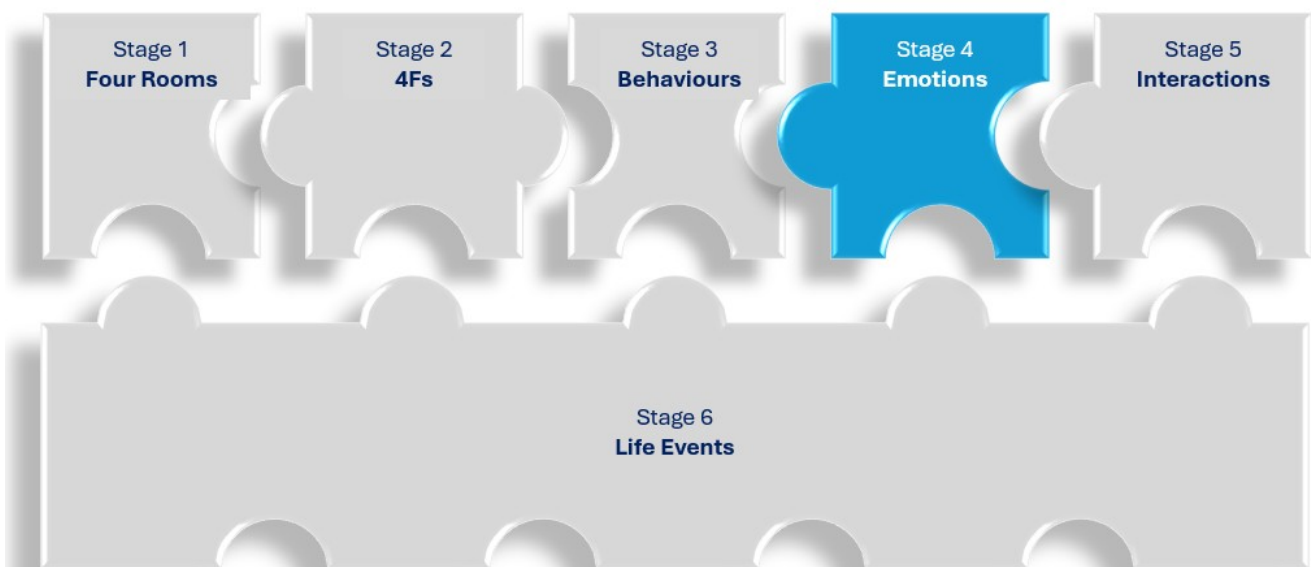 Stage 1
Four Rooms
Stage 2
4Fs
Stage 3
Behaviours
Stage 4
Emotions
Stage 5
Interactions
Stage 6
Life Events